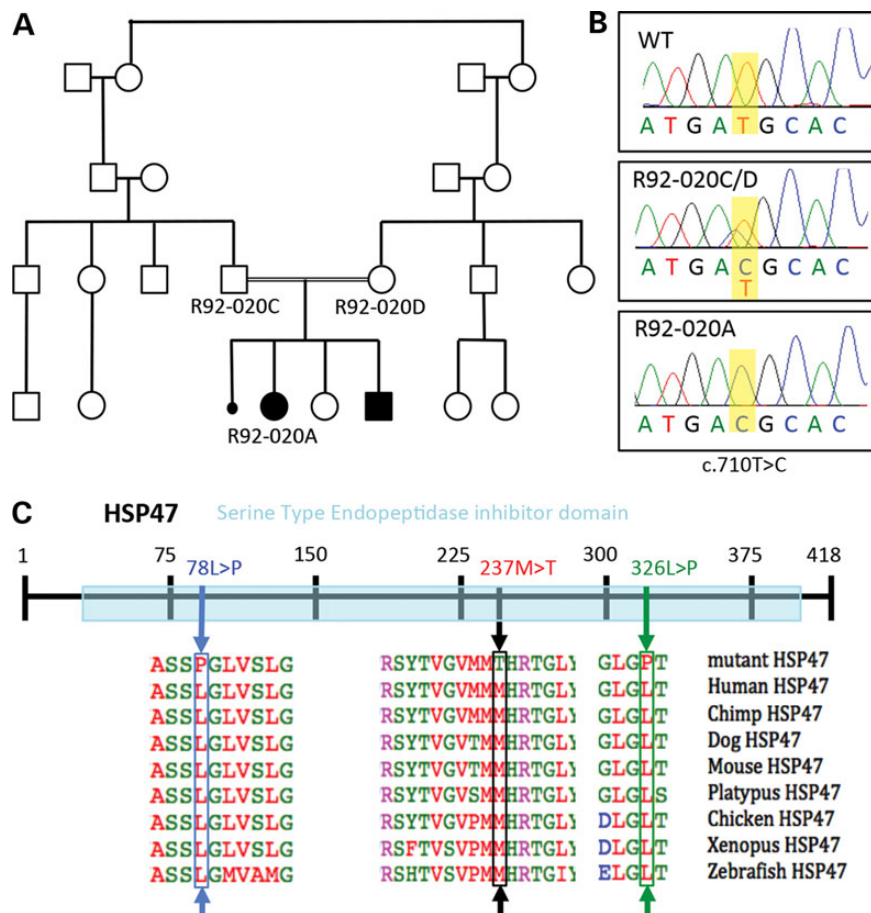 A
R92-020C
R92-020D
R92-020A
B
WT
A T G A T G C A C
R92-020C/D
A T G A C G C A C
T
R92-020A
A T G A C G C A C
c.710T>C
C
HSP47 Serine Type Endopeptidase inhibitor domain
1 75 150 225 300 375 418
78L>P 237M>T 326L>P
ASSPGLVSLG RSYTVGVMMTHRTGLY GLGPT mutant HSP47
ASSLGLVSLG RSYTVGVMMMHRTGLY GLGLT Human HSP47
ASSLGLVSLG RSYTVGVMMMHRTGLY GLGLT Chimp HSP47
ASSLGLVSLG RSYTVGVTMMHRTGLY GLGLT Dog HSP47
ASSLGLVSLG RSYTVGVTMMHRTGLY GLGLT Mouse HSP47
ASSLGLVSLG RSYTVGVSMMHRTGLY GLGLS Platypus HSP47
ASSLGLVSLG RSYTVGVPMMHRTGLY DLGLT Chicken HSP47
ASSLGLVSLG RSFTVSVPMMHRTGLY DLGLT Xenopus HSP47
ASSLGMVAMG RSHTVSVPMMHRTGIY ELGLT Zebrafish HSP47